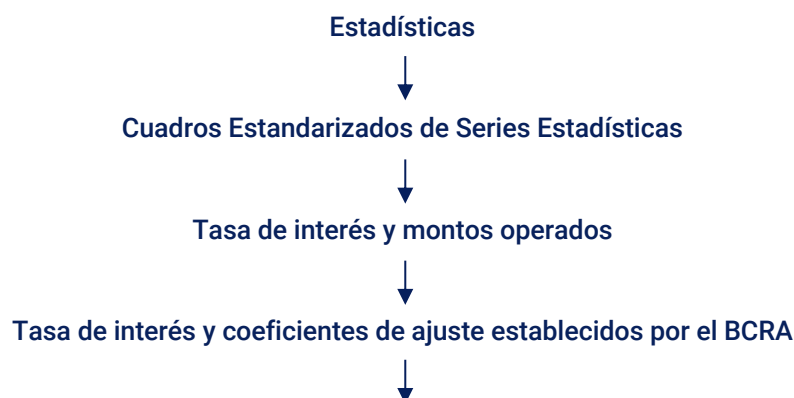 Estadísticas
Cuadros Estandarizados de Series Estadísticas
Tasa de interés y montos operados
Tasa de interés y coeficientes de ajuste establecidos por el BCRA